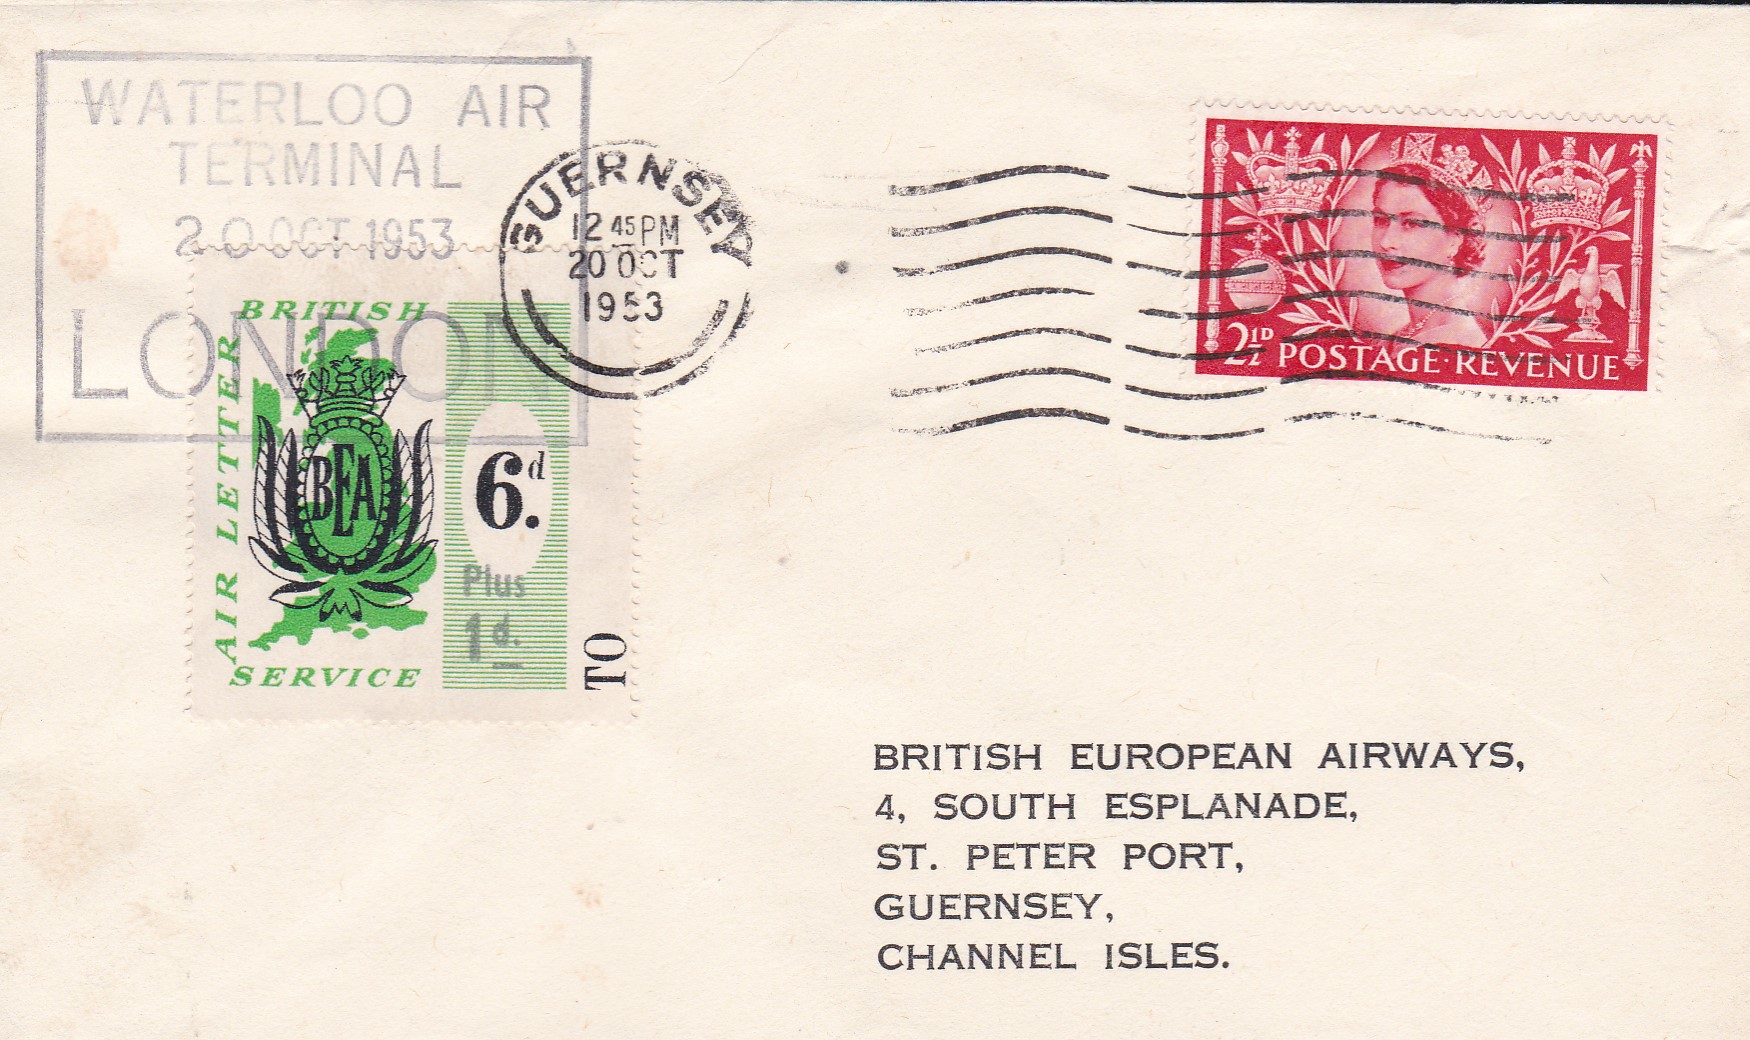 WATERLOO AIR
TERMINAL
20 OCT 1953
LONDON
GUERNSEY
12 45 PM
20 OCT
1953
2½D POSTAGE·REVENUE
BRITISH
AIR LETTER
SERVICE
BEA
6d.
Plus
1d.
TO
BRITISH EUROPEAN AIRWAYS,
4, SOUTH ESPLANADE,
ST. PETER PORT,
GUERNSEY,
CHANNEL ISLES.